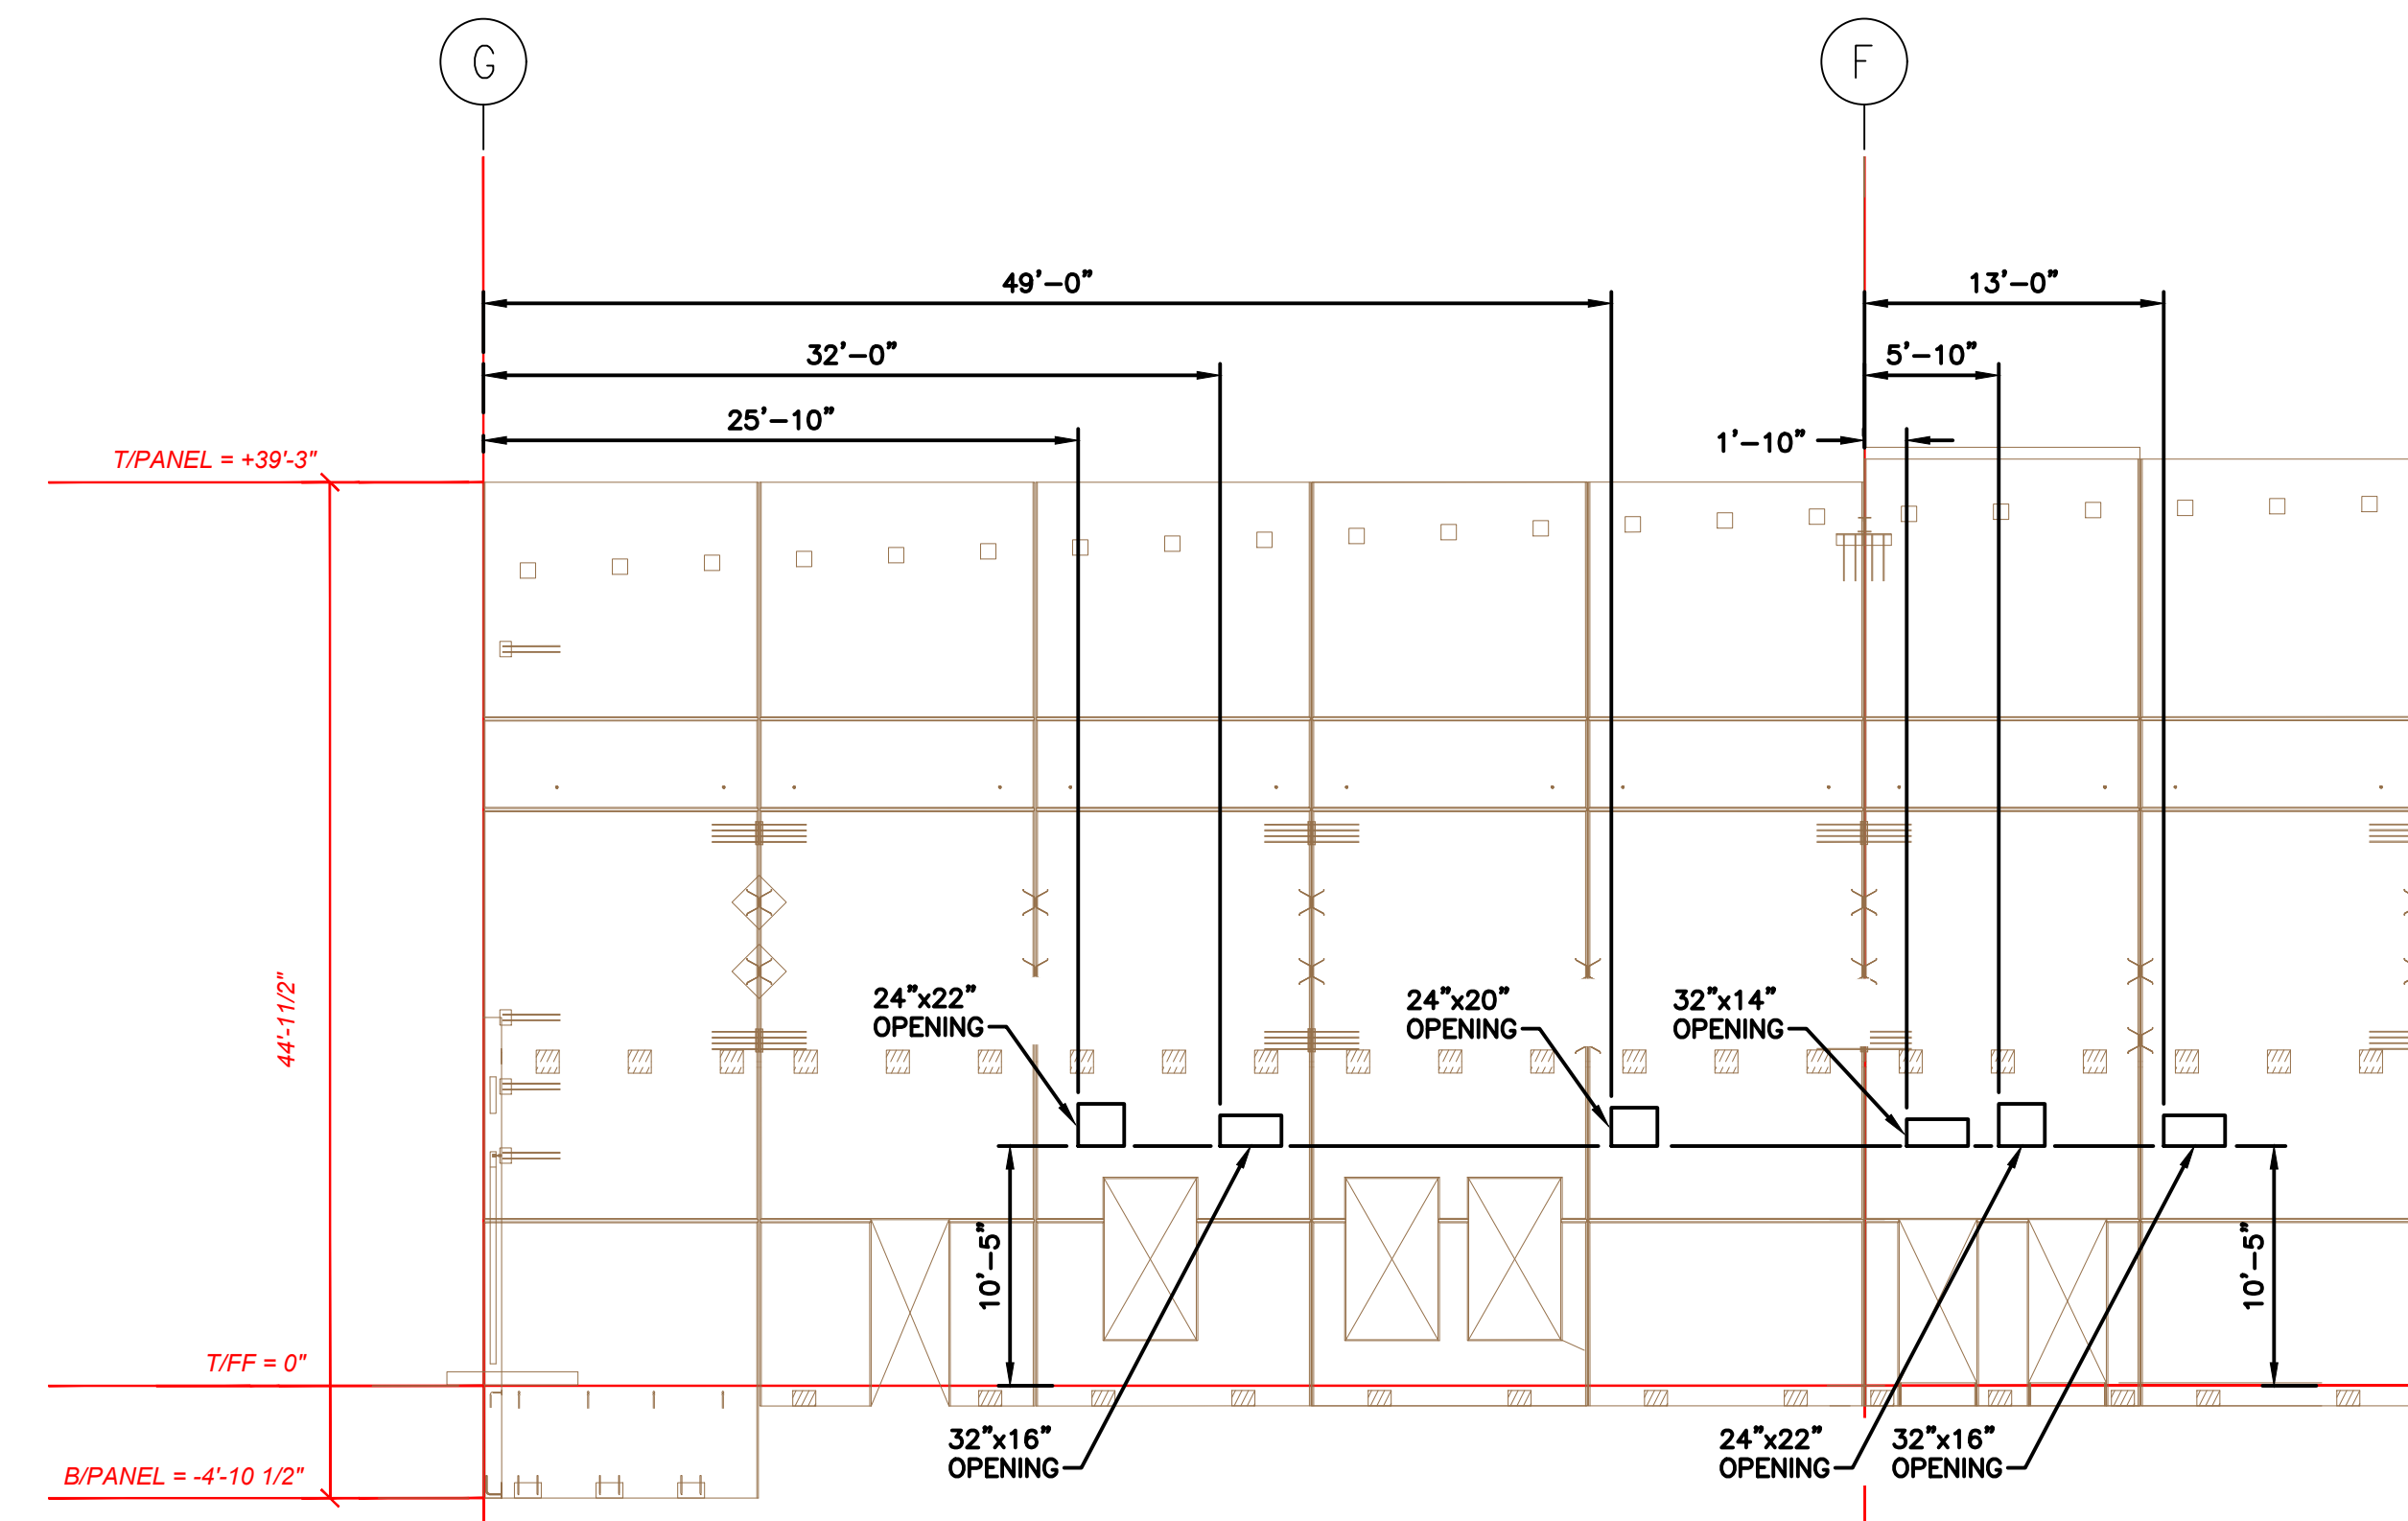 G
F
49'-0"
13'-0"
32'-0"
5'-10"
25'-10"
1'-10"
T/PANEL = +39'-3"
44'-11/2"
24"x22"
OPENING
24"x20"
OPENING
32"x14"
OPENING
10'-5"
10'-5"
T/FF = 0"
B/PANEL = -4'-10 1/2"
32"x16"
OPENING
24"x22"
OPENING
32"x16"
OPENING